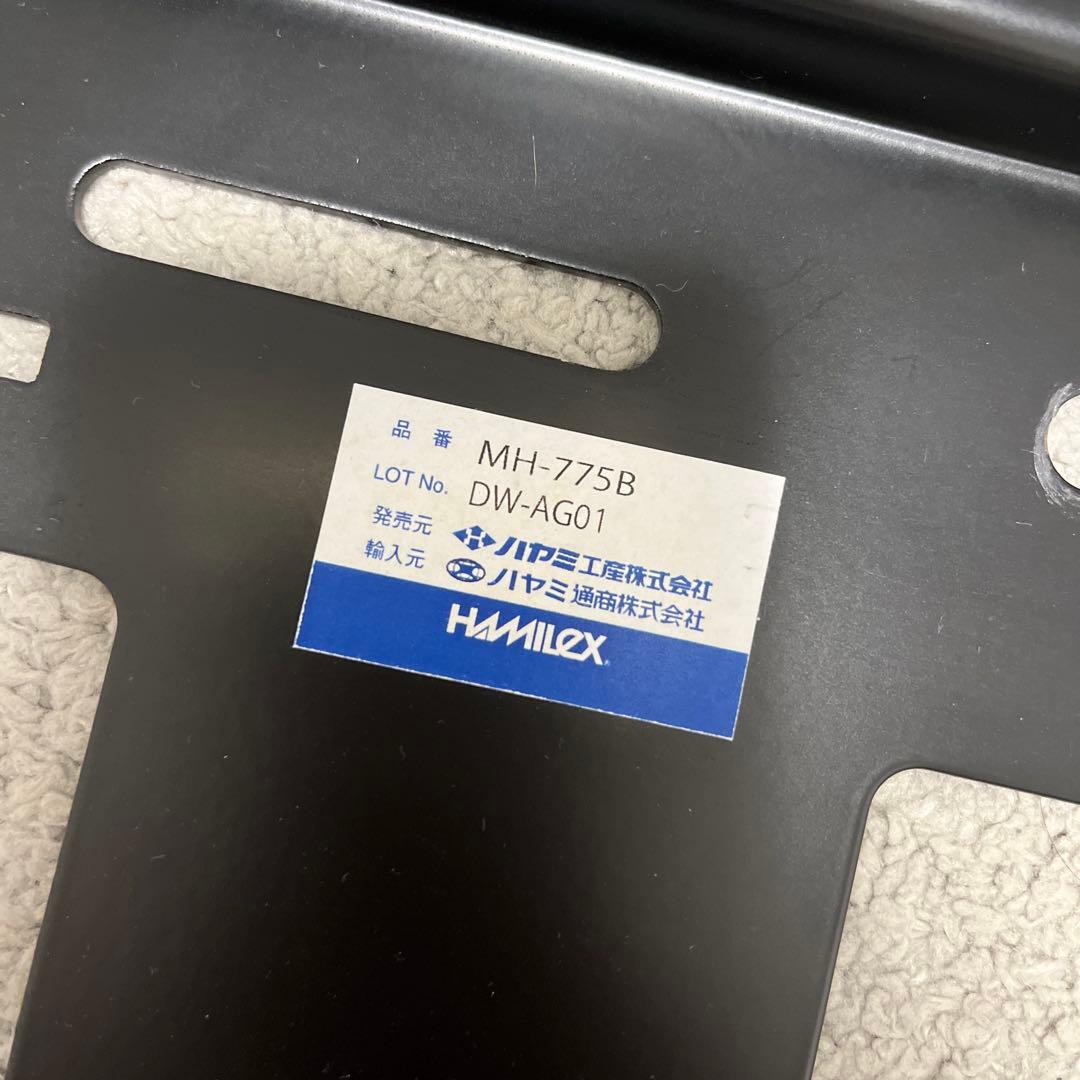 品番 MH-775B
LOT No. DW-AG01
発売元 ハヤミ工産株式会社
輸入元 ハヤミ通商株式会社
HAMILeX